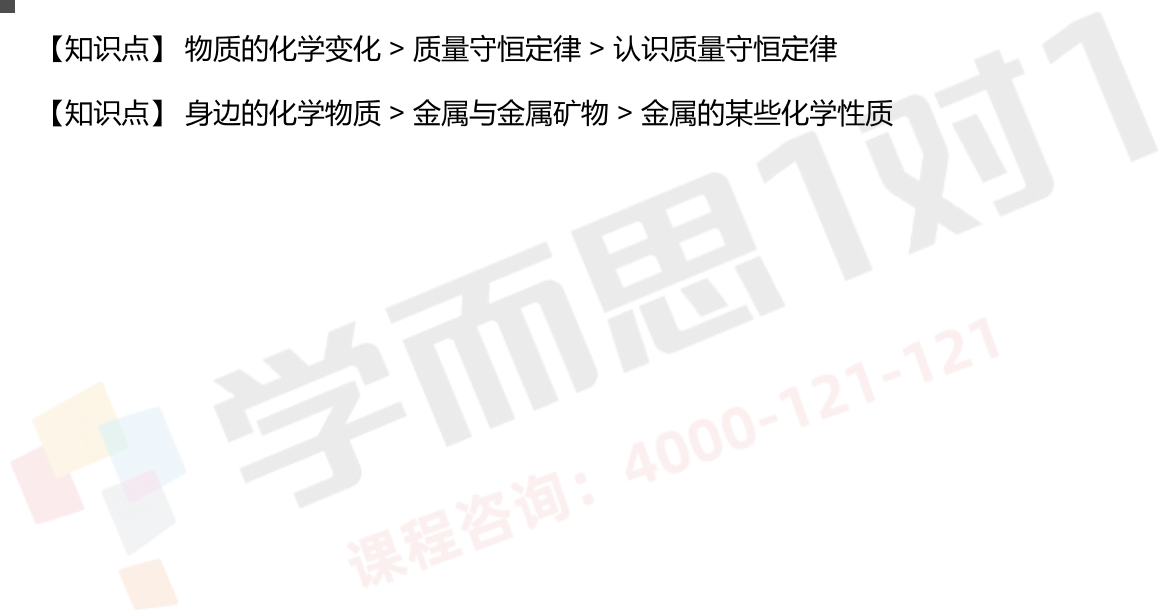 【知识点】 物质的化学变化 > 质量守恒定律 > 认识质量守恒定律
【知识点】 身边的化学物质 > 金属与金属矿物 > 金属的某些化学性质
学而思1对1
课程咨询：4000-121-121